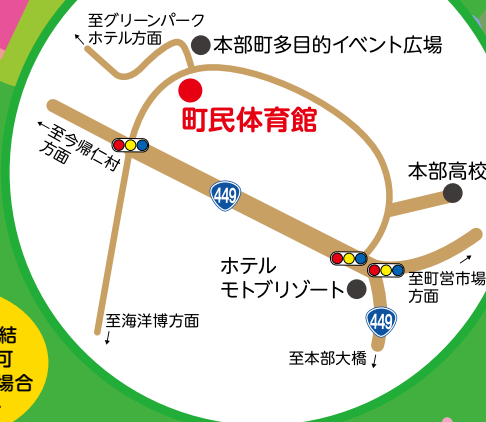 至グリーンパーク
ホテル方面
本部町多目的イベント広場
町民体育館
←至今帰仁村
方面
449
本部高校
ホテル
モトブリゾート
至町営市場
方面
449
至海洋博方面
至本部大橋
結
可
場合